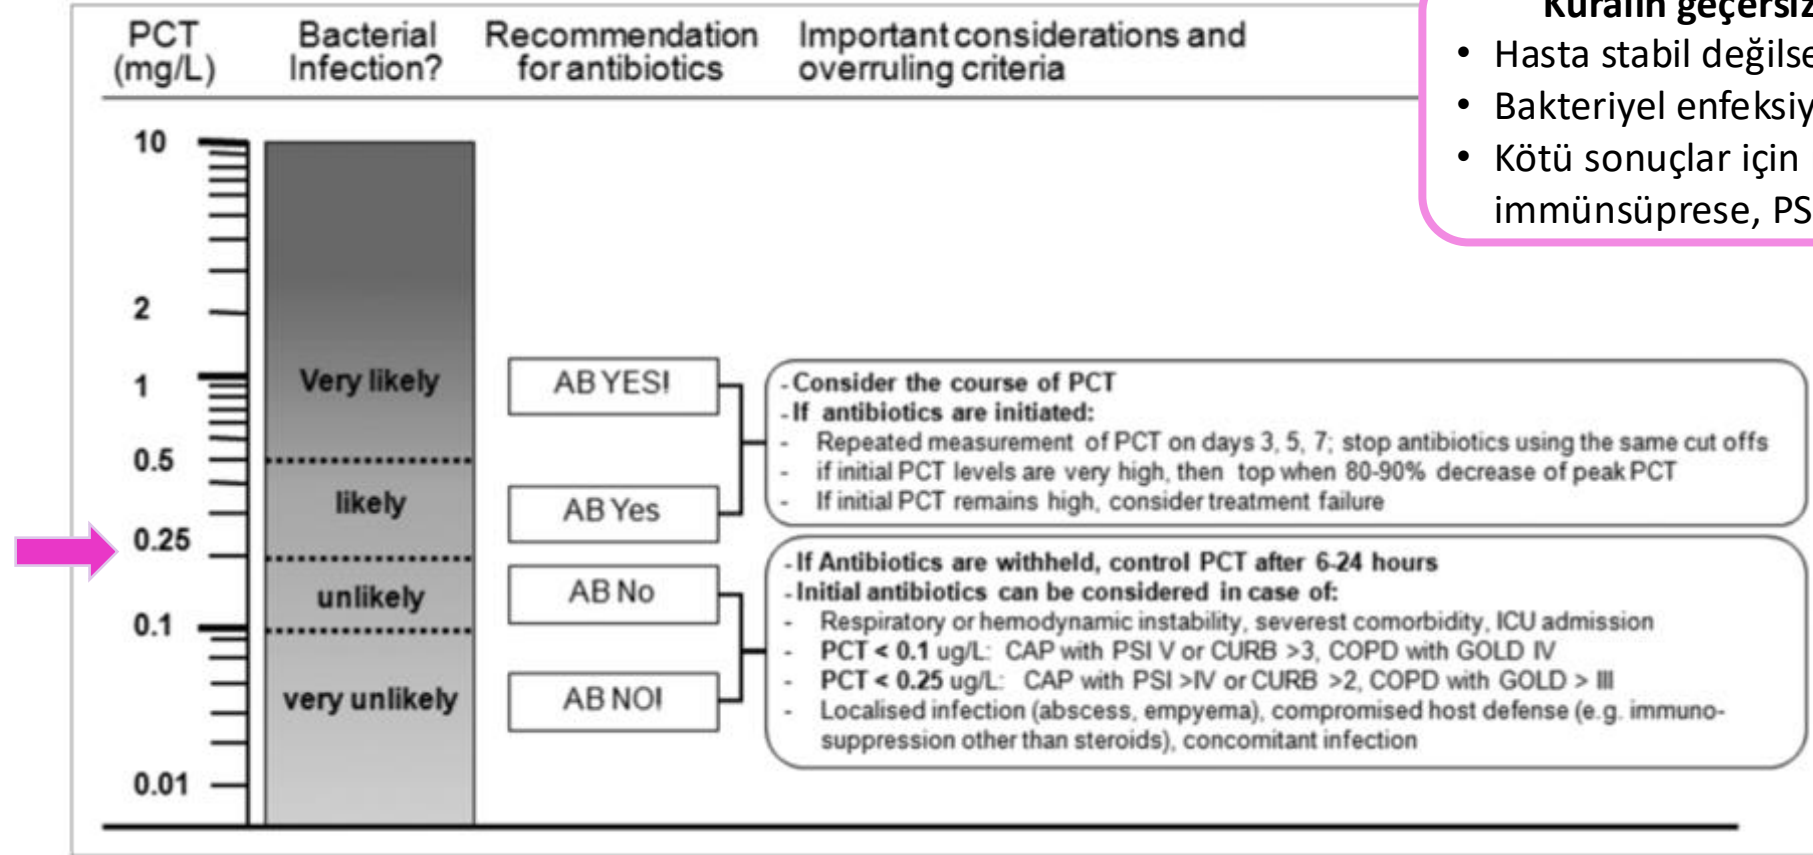 PCT (mg/L)
Bacterial Infection?
Recommendation for antibiotics
Important considerations and overruling criteria
Kuralın geçersiz
• Hasta stabil değilse
• Bakteriyel enfeksiy
• Kötü sonuçlar için
immünsüprese, PS
10
2
1
0.5
0.25
0.1
0.01
Very likely
likely
unlikely
very unlikely
AB YES!
AB Yes
AB No
AB NO!
- Consider the course of PCT
- If antibiotics are initiated:
- Repeated measurement of PCT on days 3, 5, 7; stop antibiotics using the same cut offs
- if initial PCT levels are very high, then top when 80-90% decrease of peak PCT
- If initial PCT remains high, consider treatment failure
- If Antibiotics are withheld, control PCT after 6-24 hours
- Initial antibiotics can be considered in case of:
- Respiratory or hemodynamic instability, severest comorbidity, ICU admission
- PCT < 0.1 ug/L: CAP with PSI V or CURB >3, COPD with GOLD IV
- PCT < 0.25 ug/L: CAP with PSI >IV or CURB >2, COPD with GOLD > III
- Localised infection (abscess, empyema), compromised host defense (e.g. immuno-
suppression other than steroids), concomitant infection